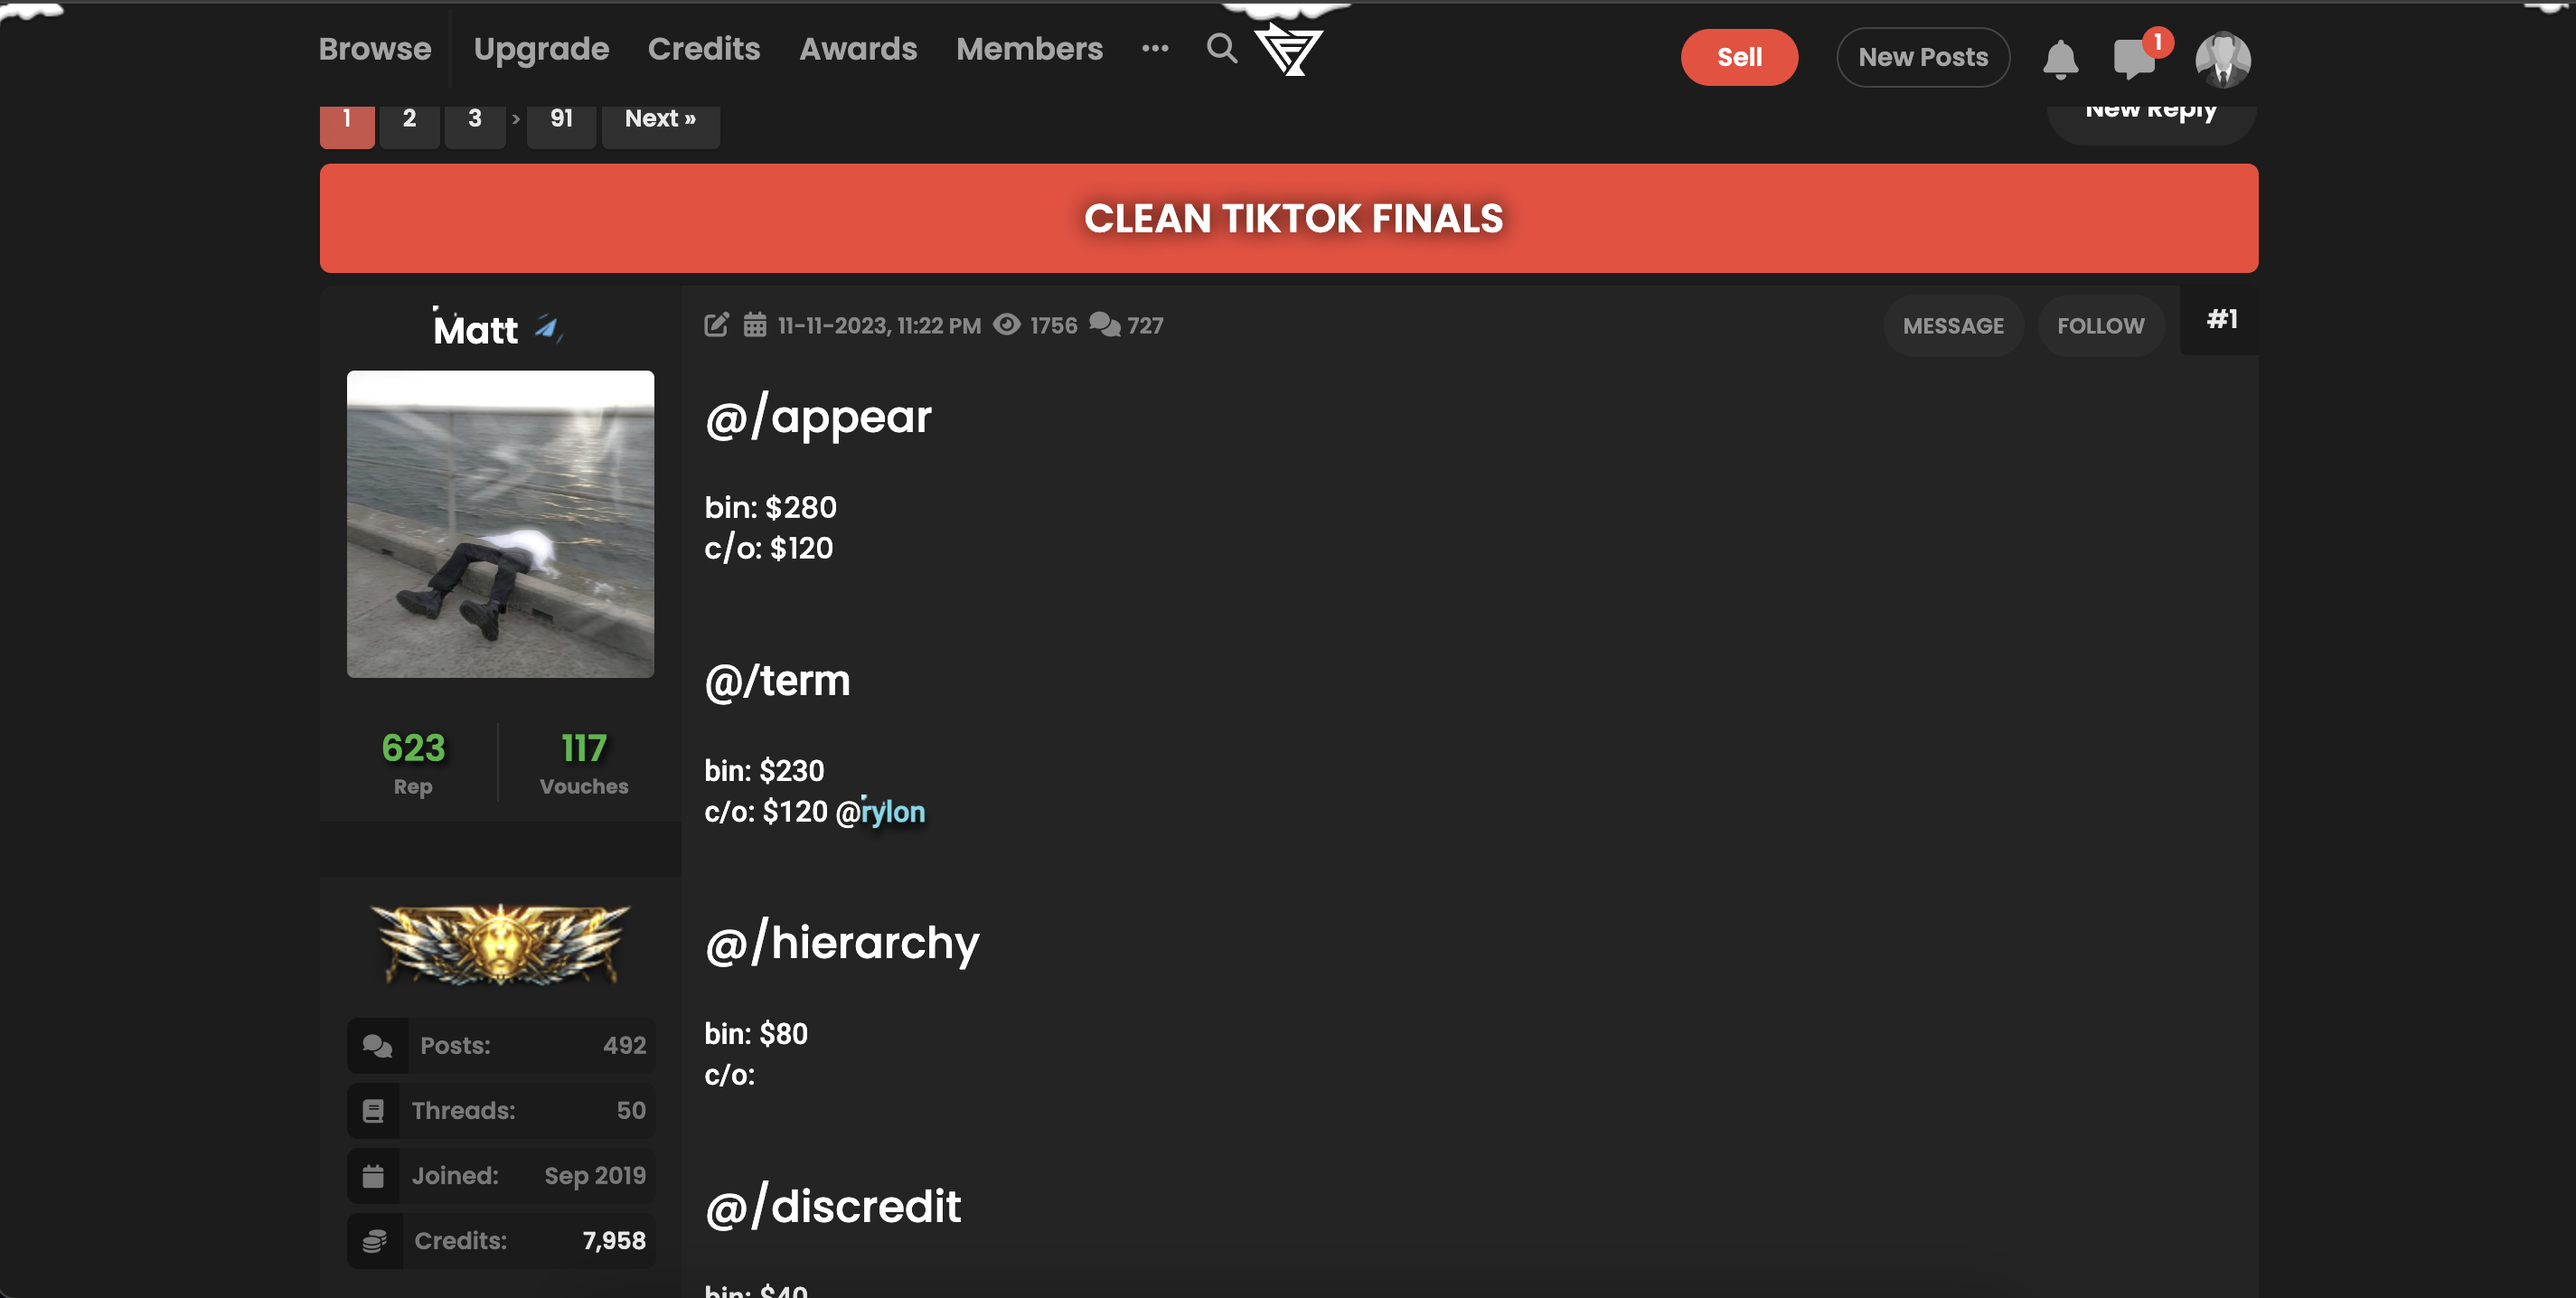 Browse Upgrade Credits Awards Members ... Sell New Posts 1
1 2 3 > 91 Next » New Reply
CLEAN TIKTOK FINALS
Matt
11-11-2023, 11:22 PM 1756 727 MESSAGE FOLLOW #1
@/appear
bin: $280
c/o: $120
@/term
bin: $230
c/o: $120 @rylon
@/hierarchy
bin: $80
c/o:
@/discredit
bin: $40
623 117
Rep Vouches
Posts: 492
Threads: 50
Joined: Sep 2019
Credits: 7,958